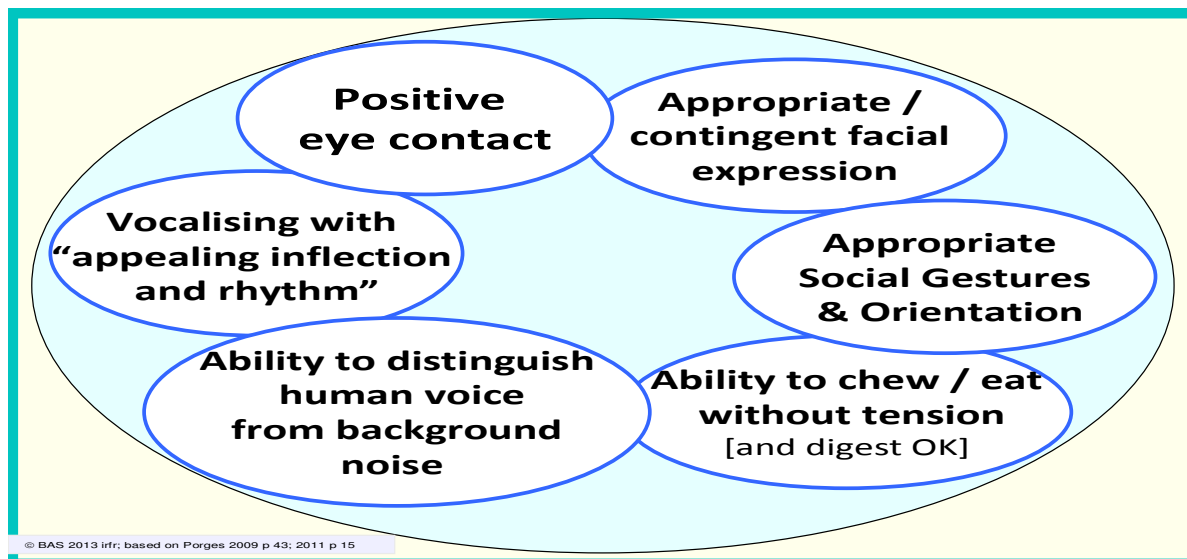 Positive
eye contact
Appropriate /
contingent facial
expression
Vocalising with
“appealing inflection
and rhythm”
Appropriate
Social Gestures
& Orientation
Ability to distinguish
human voice
from background
noise
Ability to chew / eat
without tension
[and digest OK]
© BAS 2013 irfr; based on Porges 2009 p 43; 2011 p 15